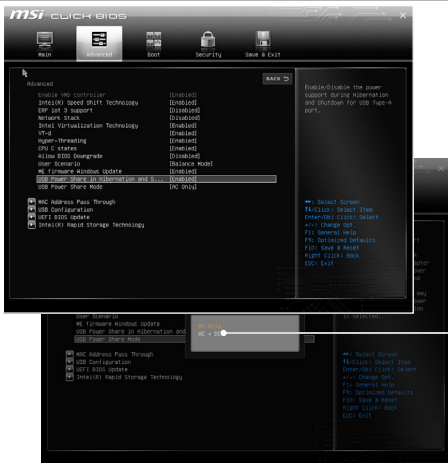 msi CLICK BIOS
Main
Advanced
Boot
Security
Save & Exit
BACK
Advanced
Enable VMD controller [Enabled]
Intel(R) Speed Shift Technology [Enabled]
ERP lot 3 support [Disabled]
Network Stack [Disabled]
Intel Virtualization Technology [Enabled]
VT-d [Enabled]
Hyper-Threading [Enabled]
CPU C states [Enabled]
Allow BIOS Downgrade [Disabled]
User Scenario [Balance Mode]
ME firmware Windows Update [Enabled]
USB Power Share in Hibernation and S... [Enabled]
USB Power Share Mode [AC Only]
MAC Address Pass Through
USB Configuration
UEFI BIOS Update
Intel(R) Rapid Storage Technology
Enable/Disable the power
support during Hibernation
and Shutdown for USB Type-A
port.
: Select Screen
/Click: Select Item
Enter/Dbl Click: Select
+/-: Change Opt.
F1: General Help
F9: Optimized Defaults
F10: Save & Reset
Right Click: Back
ESC: Exit
User Scenario
ME firmware Windows Update
USB Power Share in Hibernation and
USB Power Share Mode
MAC Address Pass Through
USB Configuration
UEFI BIOS Update
Intel(R) Rapid Storage Technology
AC Only
AC + DC
is selected.
: Select Screen
/Click: Select Item
Enter/Dbl Click: Select
+/-: Change Opt.
F1: General Help
F9: Optimized Defaults
F10: Save & Reset
Right Click: Back
ESC: Exit